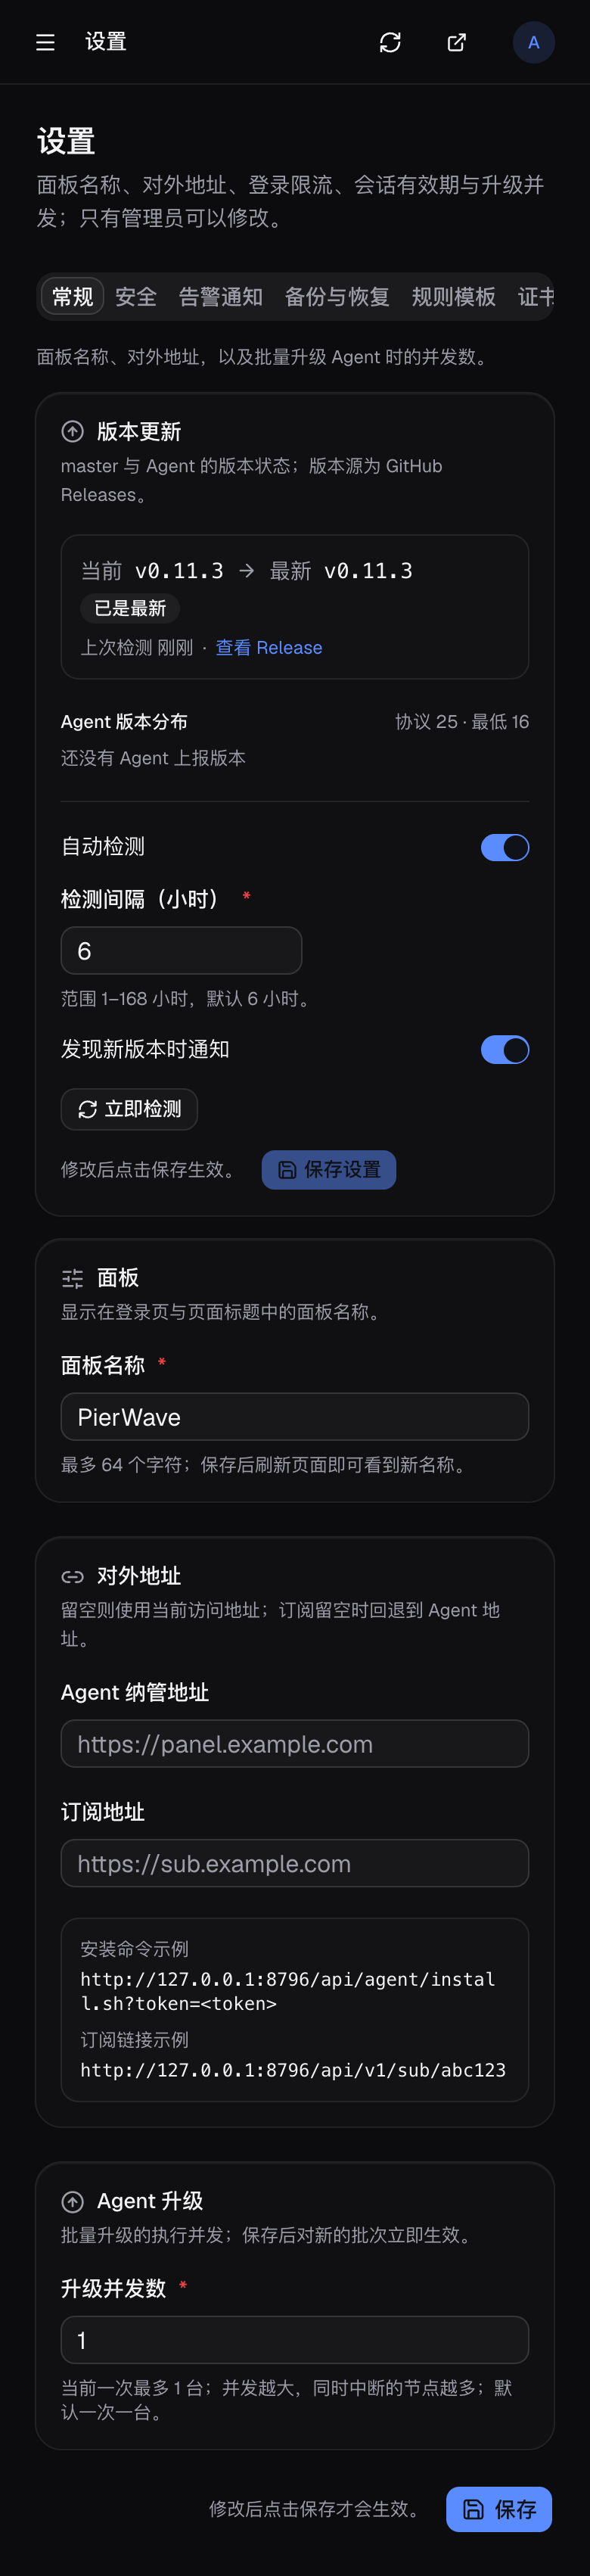 设置
A
设置
面板名称、对外地址、登录限流、会话有效期与升级并
发；只有管理员可以修改。
常规 安全 告警通知 备份与恢复 规则模板 证书
面板名称、对外地址，以及批量升级 Agent 时的并发数。
版本更新
master 与 Agent 的版本状态；版本源为 GitHub
Releases。
当前 v0.11.3 → 最新 v0.11.3
已是最新
上次检测 刚刚 · 查看 Release
Agent 版本分布 协议 25 · 最低 16
还没有 Agent 上报版本
自动检测
检测间隔（小时） *
6
范围 1–168 小时，默认 6 小时。
发现新版本时通知
立即检测
修改后点击保存生效。 保存设置
面板
显示在登录页与页面标题中的面板名称。
面板名称 *
PierWave
最多 64 个字符；保存后刷新页面即可看到新名称。
对外地址
留空则使用当前访问地址；订阅留空时回退到 Agent 地
址。
Agent 纳管地址
https://panel.example.com
订阅地址
https://sub.example.com
安装命令示例
http://127.0.0.1:8796/api/agent/instal
l.sh?token=<token>
订阅链接示例
http://127.0.0.1:8796/api/v1/sub/abc123
Agent 升级
批量升级的执行并发；保存后对新的批次立即生效。
升级并发数 *
1
当前一次最多 1 台；并发越大，同时中断的节点越多；默
认一次一台。
修改后点击保存才会生效。 保存